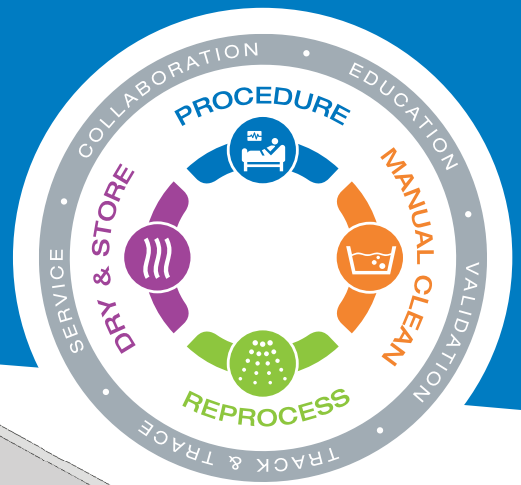 COLLABORATION • EDUCATION • VALIDATION • TRACK & TRACE • SERVICE •
PROCEDURE
MANUAL CLEAN
REPROCESS
DRY & STORE